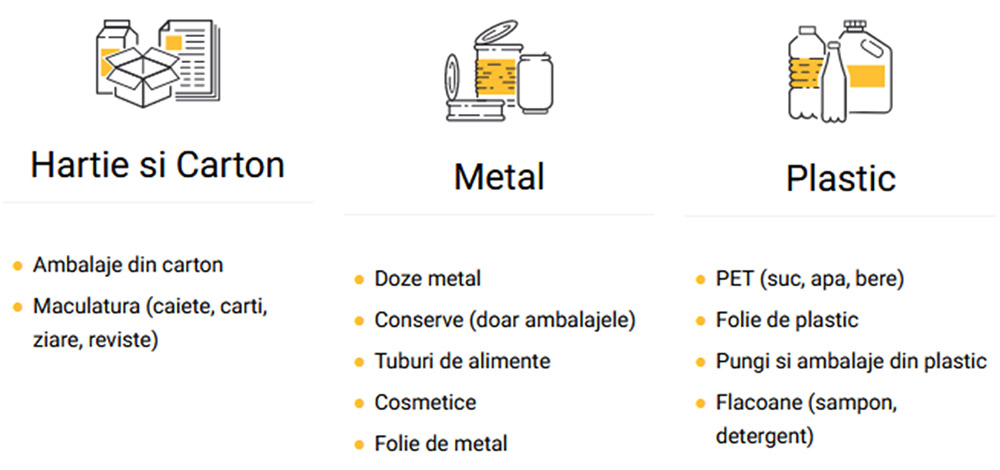 Hartie si Carton
Ambalaje din carton
Maculatura (caiete, carti,
ziare, reviste)
Metal
Doze metal
Conserve (doar ambalajele)
Tuburi de alimente
Cosmetice
Folie de metal
Plastic
PET (suc, apa, bere)
Folie de plastic
Pungi si ambalaje din plastic
Flacoane (sampon,
detergent)